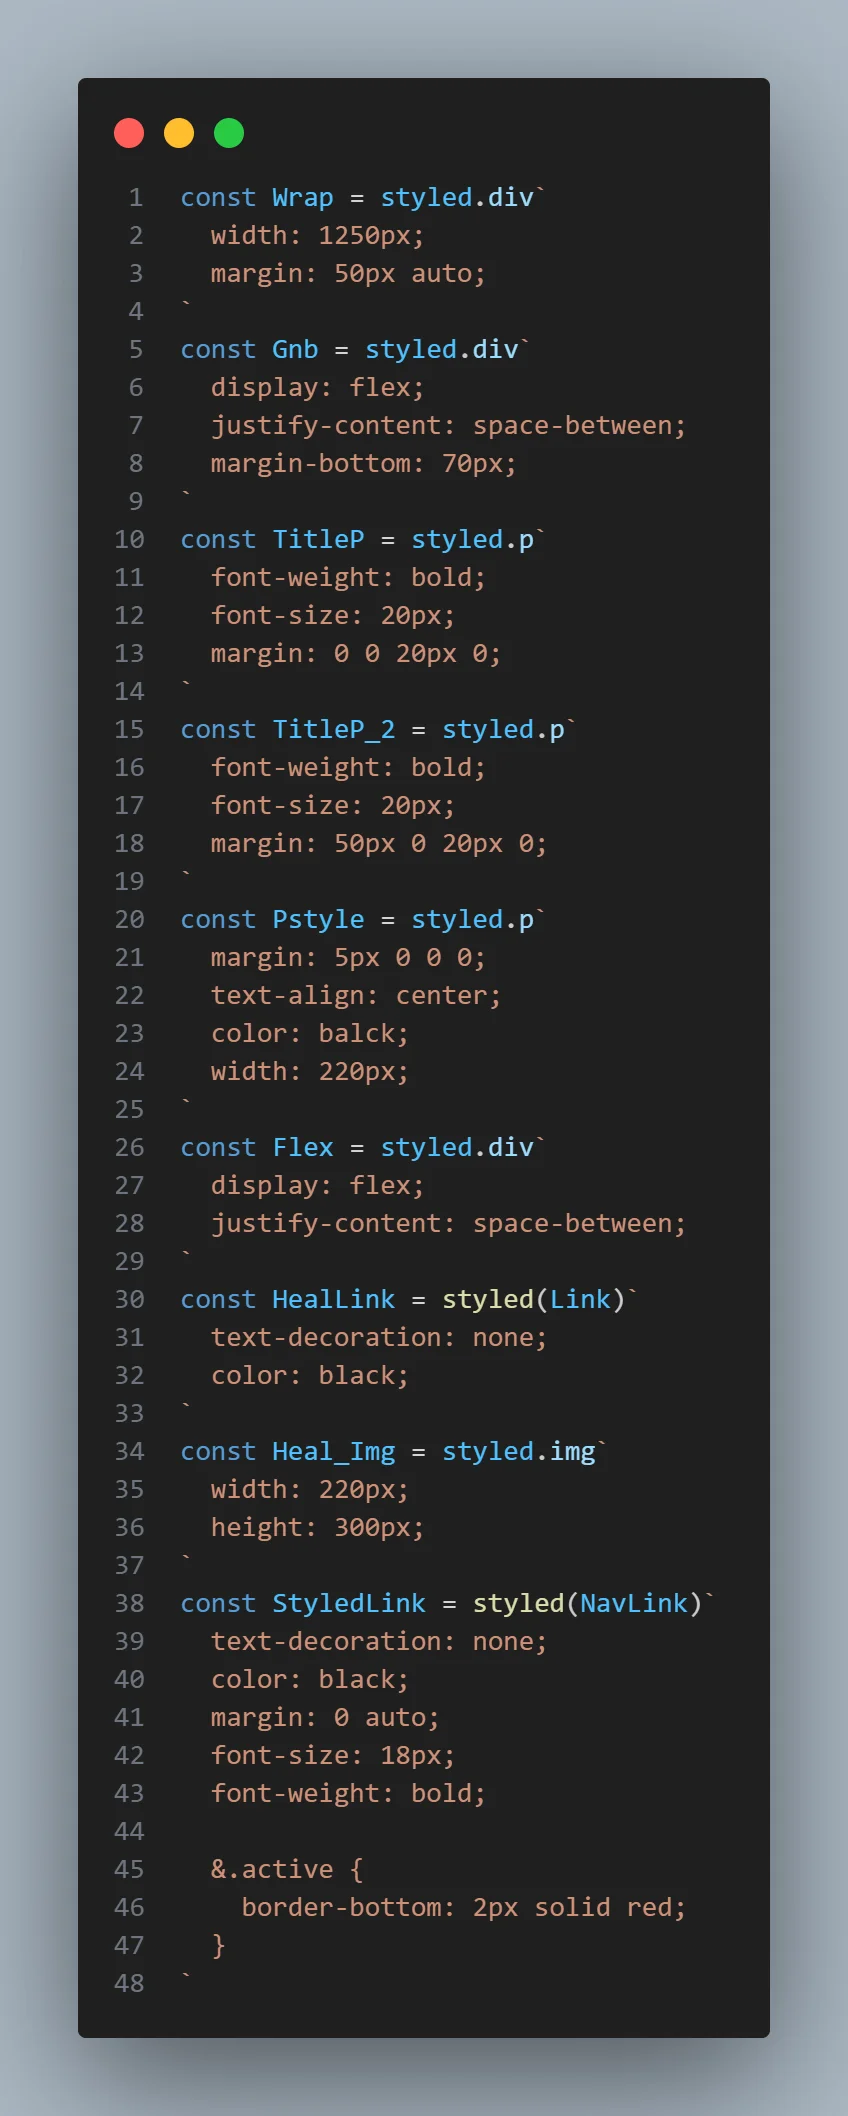 1 const Wrap = styled.div`
2   width: 1250px;
3   margin: 50px auto;
4 `
5 const Gnb = styled.div`
6   display: flex;
7   justify-content: space-between;
8   margin-bottom: 70px;
9 `
10 const TitleP = styled.p`
11   font-weight: bold;
12   font-size: 20px;
13   margin: 0 0 20px 0;
14 `
15 const TitleP_2 = styled.p`
16   font-weight: bold;
17   font-size: 20px;
18   margin: 50px 0 20px 0;
19 `
20 const Pstyle = styled.p`
21   margin: 5px 0 0 0;
22   text-align: center;
23   color: balck;
24   width: 220px;
25 `
26 const Flex = styled.div`
27   display: flex;
28   justify-content: space-between;
29 `
30 const HealLink = styled(Link)`
31   text-decoration: none;
32   color: black;
33 `
34 const Heal_Img = styled.img`
35   width: 220px;
36   height: 300px;
37 `
38 const StyledLink = styled(NavLink)`
39   text-decoration: none;
40   color: black;
41   margin: 0 auto;
42   font-size: 18px;
43   font-weight: bold;
44
45   &.active {
46     border-bottom: 2px solid red;
47   }
48 `